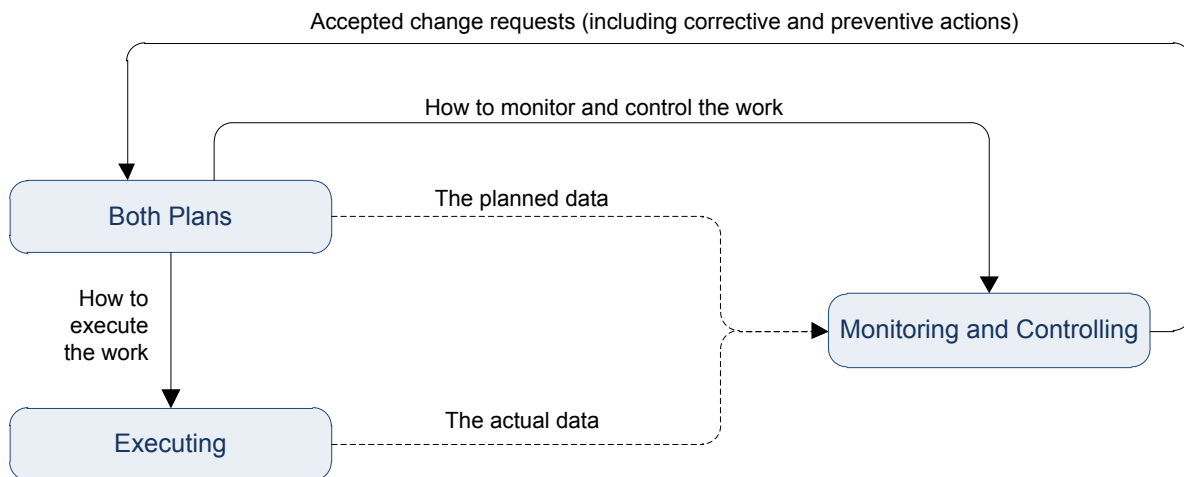 Accepted change requests (including corrective and preventive actions)
How to monitor and control the work
The planned data
Both Plans
How to
execute
the work
Monitoring and Controlling
The actual data
Executing